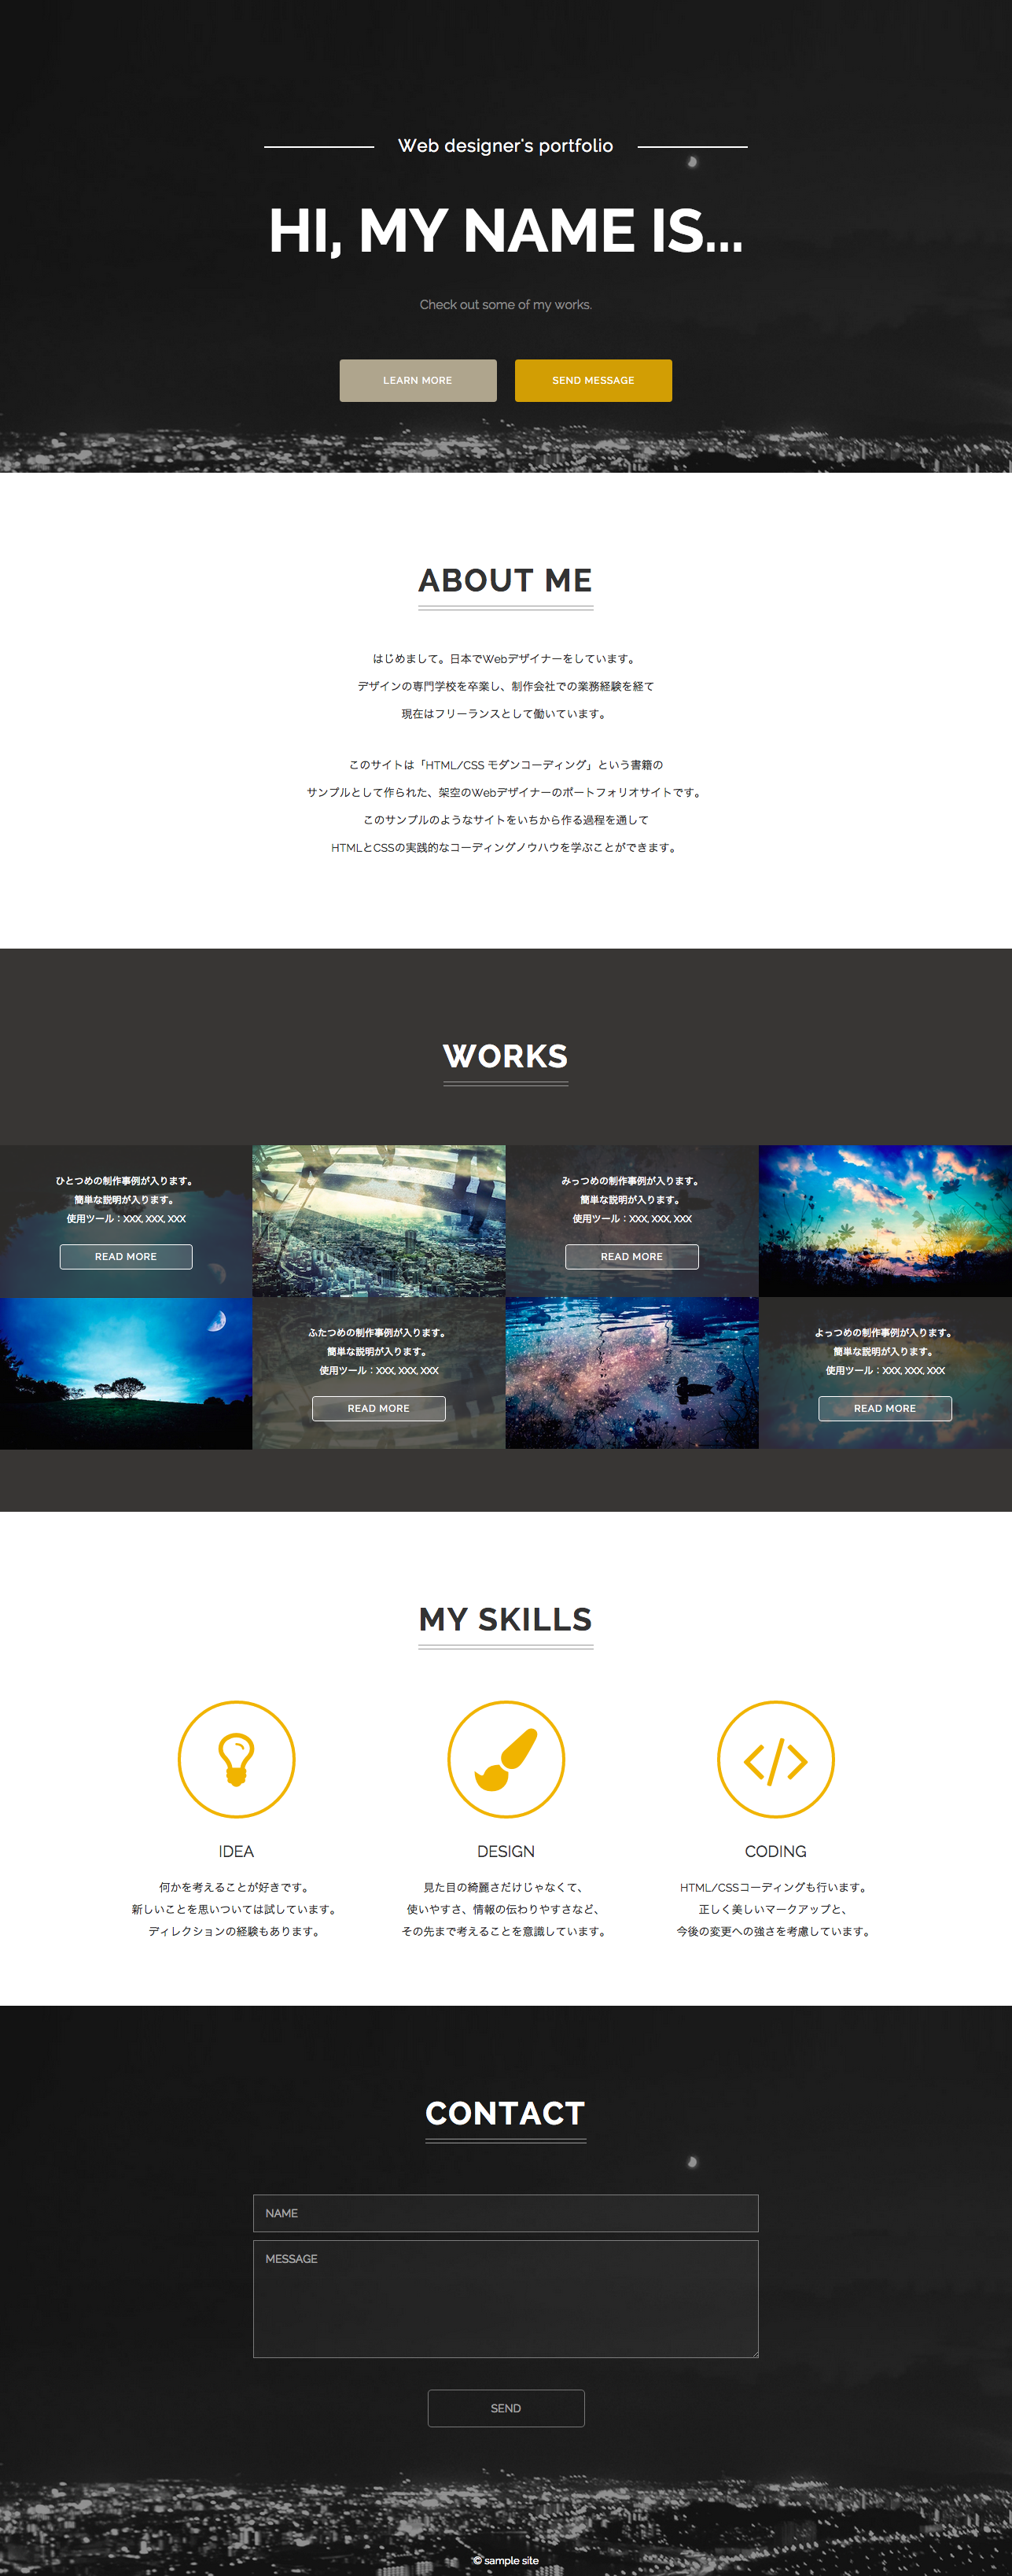 Web designer's portfolio
HI, MY NAME IS...
Check out some of my works.
LEARN MORE
SEND MESSAGE
ABOUT ME
はじめまして。日本でWebデザイナーをしています。
デザインの専門学校を卒業し、制作会社での業務経験を経て
現在はフリーランスとして働いています。
このサイトは「HTML/CSS モダンコーディング」という書籍の
サンプルとして作られた、架空のWebデザイナーのポートフォリオサイトです。
このサンプルのようなサイトをいちから作る過程を通して
HTMLとCSSの実践的なコーディングノウハウを学ぶことができます。
WORKS
ひとつめの制作事例が入ります。
簡単な説明が入ります。
使用ツール：XXX, XXX, XXX
READ MORE
みっつめの制作事例が入ります。
簡単な説明が入ります。
使用ツール：XXX, XXX, XXX
READ MORE
ふたつめの制作事例が入ります。
簡単な説明が入ります。
使用ツール：XXX, XXX, XXX
READ MORE
よっつめの制作事例が入ります。
簡単な説明が入ります。
使用ツール：XXX, XXX, XXX
READ MORE
MY SKILLS
IDEA
何かを考えることが好きです。
新しいことを思いついては試しています。
ディレクションの経験もあります。
DESIGN
見た目の綺麗さだけじゃなくて、
使いやすさ、情報の伝わりやすさなど、
その先まで考えることを意識しています。
CODING
HTML/CSSコーディングも行います。
正しく美しいマークアップと、
今後の変更への強さを考慮しています。
CONTACT
NAME
MESSAGE
SEND
© sample site